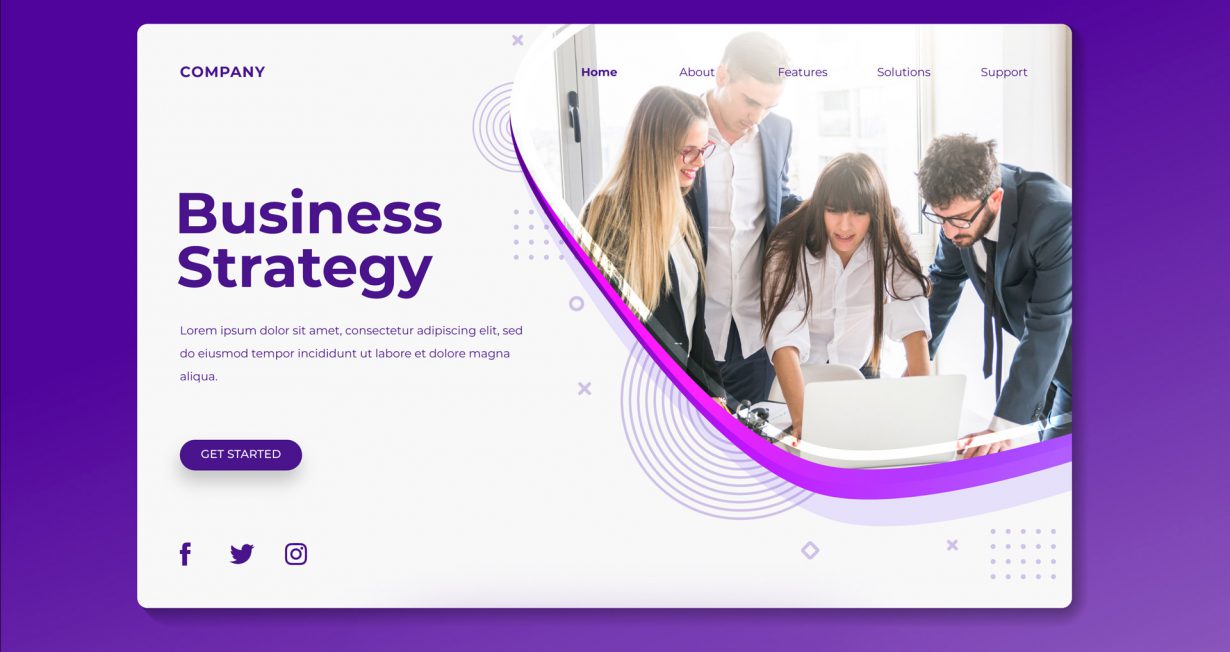 COMPANY
Home About Features Solutions Support
Business
Strategy
Lorem ipsum dolor sit amet, consectetur adipiscing elit, sed
do eiusmod tempor incididunt ut labore et dolore magna
aliqua.
GET STARTED